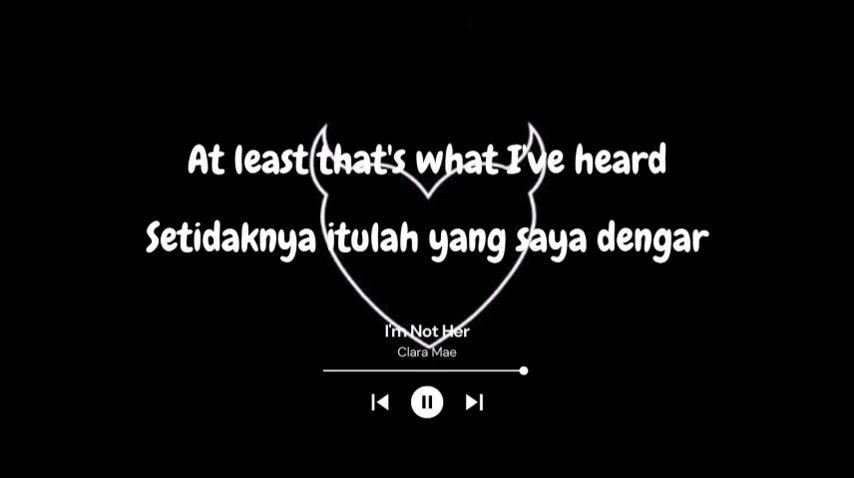 At least that's what I've heard
Setidaknya itulah yang saya dengar
I'm Not Her
Clara Mae